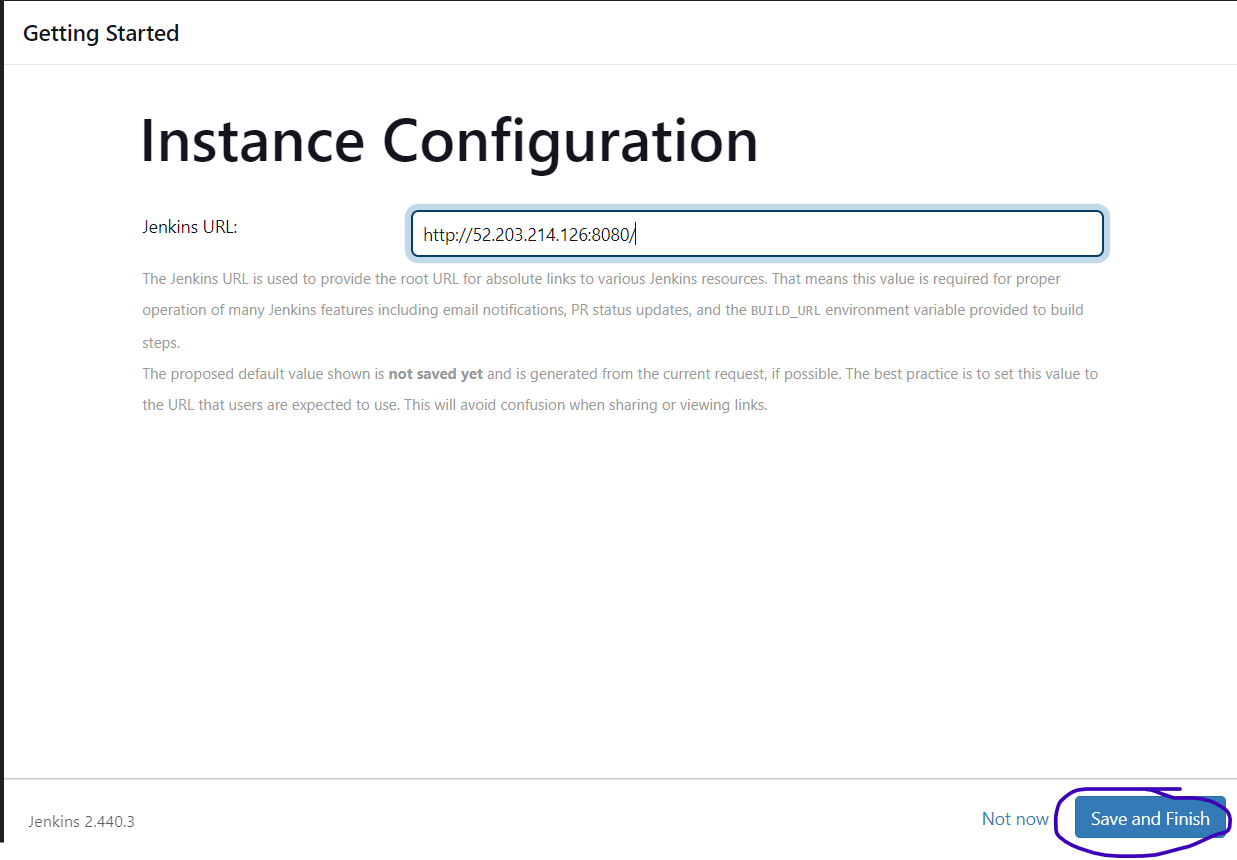 Getting Started
Instance Configuration
Jenkins URL:
http://52.203.214.126:8080/
The Jenkins URL is used to provide the root URL for absolute links to various Jenkins resources. That means this value is required for proper
operation of many Jenkins features including email notifications, PR status updates, and the BUILD_URL environment variable provided to build
steps.
The proposed default value shown is not saved yet and is generated from the current request, if possible. The best practice is to set this value to
the URL that users are expected to use. This will avoid confusion when sharing or viewing links.
Jenkins 2.440.3
Not now
Save and Finish